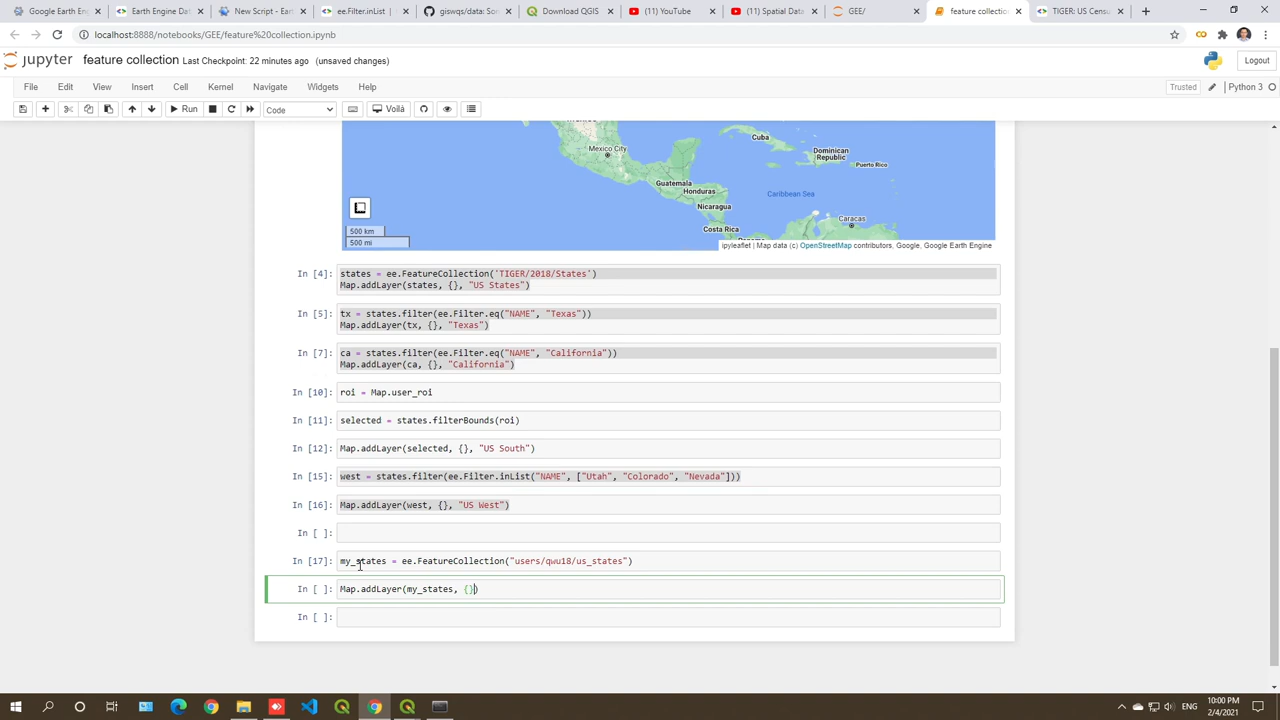 Google Earth Eng
Earth Engine Dat
New Script - Eart
ee.Filter.inList |
giswqs/data: Som
Download QGIS
(11) YouTube
(11) Spatial Data
GEE/
feature collection
TIGER: US Censu
localhost:8888/notebooks/GEE/feature%20collection.ipynb
jupyter feature collection Last Checkpoint: 22 minutes ago (unsaved changes)
Logout
File Edit View Insert Cell Kernel Navigate Widgets Help
Trusted Python 3
Run Code Voilà
Cuba
Mexico City
Dominican
Republic
Puerto Rico
Guatemala
Honduras
Caribbean Sea
Nicaragua
Caracas
Costa Rica
500 km
500 mi
ipyleaflet | Map data (c) OpenStreetMap contributors, Google, Google Earth Engine
In [4]: states = ee.FeatureCollection('TIGER/2018/States')
Map.addLayer(states, {}, "US States")
In [5]: tx = states.filter(ee.Filter.eq("NAME", "Texas"))
Map.addLayer(tx, {}, "Texas")
In [7]: ca = states.filter(ee.Filter.eq("NAME", "California"))
Map.addLayer(ca, {}, "California")
In [10]: roi = Map.user_roi
In [11]: selected = states.filterBounds(roi)
In [12]: Map.addLayer(selected, {}, "US South")
In [15]: west = states.filter(ee.Filter.inList("NAME", ["Utah", "Colorado", "Nevada"]))
In [16]: Map.addLayer(west, {}, "US West")
In [ ]:
In [17]: my_states = ee.FeatureCollection("users/qwu18/us_states")
In [ ]: Map.addLayer(my_states, {})
In [ ]:
10:00 PM
2/4/2021